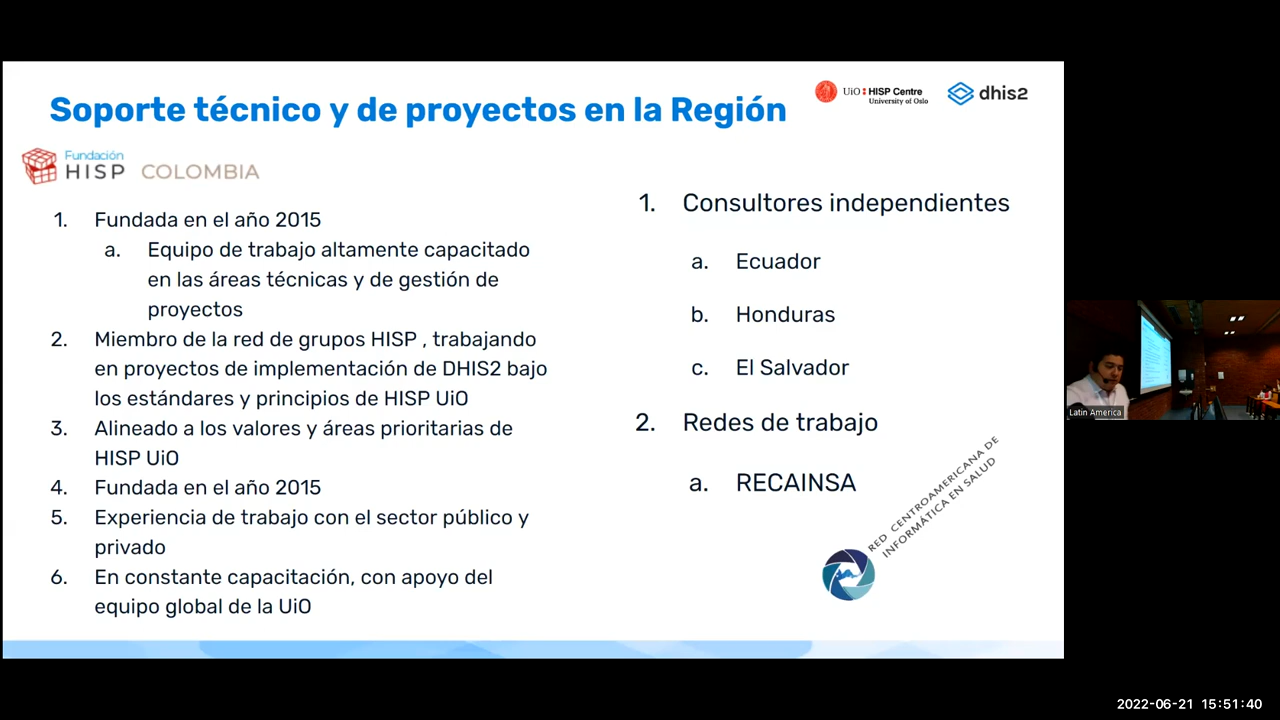 Soporte técnico y de proyectos en la Región
UiO HISP Centre
University of Oslo
dhis2
Fundación
HISP COLOMBIA
1. Fundada en el año 2015
a. Equipo de trabajo altamente capacitado
en las áreas técnicas y de gestión de
proyectos
2. Miembro de la red de grupos HISP , trabajando
en proyectos de implementación de DHIS2 bajo
los estándares y principios de HISP UiO
3. Alineado a los valores y áreas prioritarias de
HISP UiO
4. Fundada en el año 2015
5. Experiencia de trabajo con el sector público y
privado
6. En constante capacitación, con apoyo del
equipo global de la UiO
1. Consultores independientes
a. Ecuador
b. Honduras
c. El Salvador
2. Redes de trabajo
a. RECAINSA
RED CENTROAMERICANA DE
INFORMÁTICA EN SALUD
Latin America
2022-06-21 15:51:40